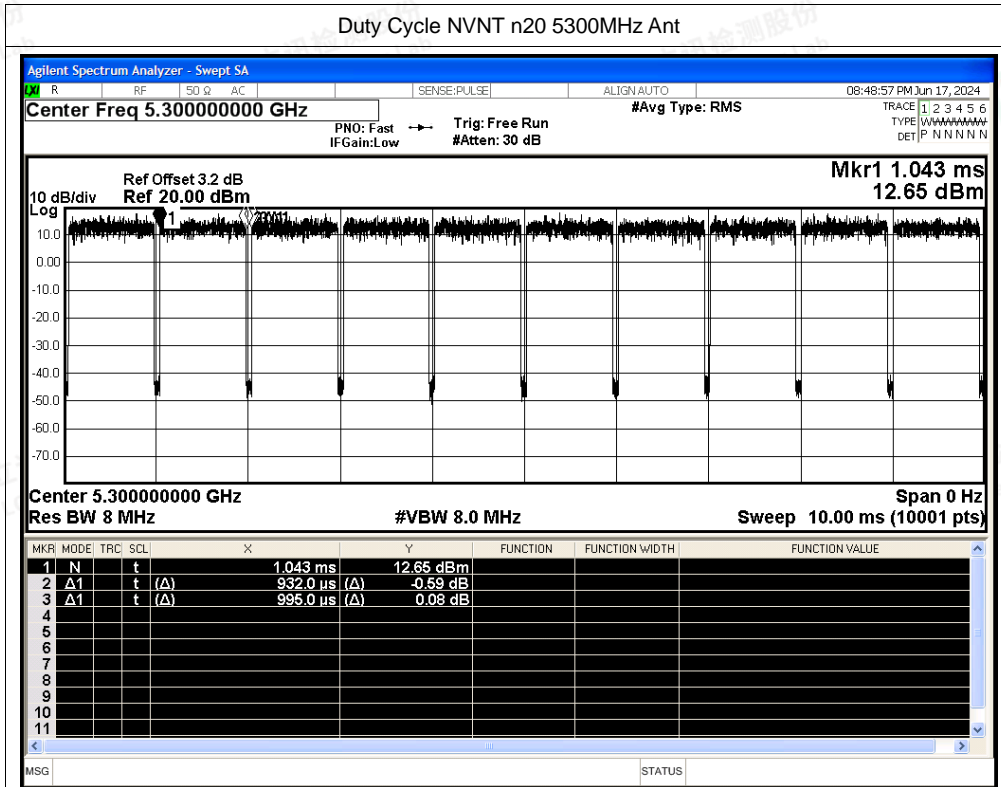 Duty Cycle NVNT n20 5300MHz Ant
Agilent Spectrum Analyzer - Swept SA
LXI R RF 50 Ω AC SENSE:PULSE ALIGN AUTO 08:48:57 PM Jun 17, 2024
Center Freq 5.300000000 GHz #Avg Type: RMS TRACE 1 2 3 4 5 6
PNO: Fast Trig: Free Run TYPE
IFGain:Low #Atten: 30 dB DET P N N N N N
Mkr1 1.043 ms
Ref Offset 3.2 dB
10 dB/div Ref 20.00 dBm 12.65 dBm
Log
1
10.0
0.00
-10.0
-20.0
-30.0
-40.0
-50.0
-60.0
-70.0
Center 5.300000000 GHz Span 0 Hz
Res BW 8 MHz #VBW 8.0 MHz Sweep 10.00 ms (10001 pts)
MKR MODE TRC SCL X Y FUNCTION FUNCTION WIDTH FUNCTION VALUE
1 N t 1.043 ms 12.65 dBm
2 Δ1 t (Δ) 932.0 µs (Δ) -0.59 dB
3 Δ1 t (Δ) 995.0 µs (Δ) 0.08 dB
4
5
6
7
8
9
10
11
MSG STATUS